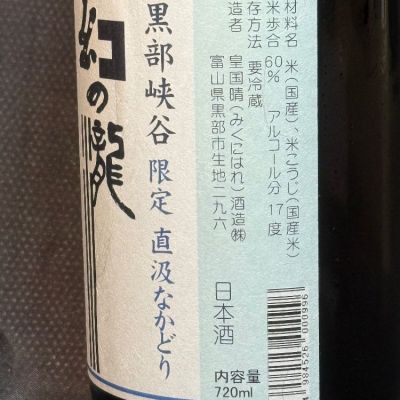 材料名 米(国産)、米こうじ(国産米)
米歩合 60% アルコール分 17度
存方法 要冷蔵
造者 皇国晴(みくにはれ)酒造㈱
富山県黒部市生地二九六
日本酒
内容量
720ml
984526 000996
黒部峡谷 限定 直汲なかどり
幻の瀧